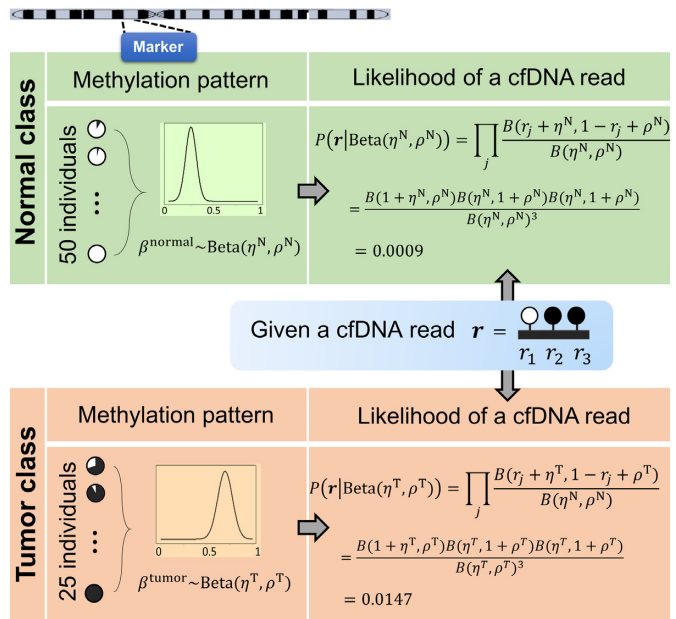 Marker
Normal class
Methylation pattern
Likelihood of a cfDNA read
50 individuals
0 0.5 1
β^normal~Beta(η^N, ρ^N)
P(r|Beta(η^N, ρ^N)) = ∏_j B(r_j + η^N, 1 − r_j + ρ^N) / B(η^N, ρ^N)
= B(1 + η^N, ρ^N)B(η^N, 1 + ρ^N)B(η^N, 1 + ρ^N) / B(η^N, ρ^N)^3
= 0.0009
Given a cfDNA read r =
r_1 r_2 r_3
Tumor class
Methylation pattern
Likelihood of a cfDNA read
25 individuals
0 0.5 1
β^tumor~Beta(η^T, ρ^T)
P(r|Beta(η^T, ρ^T)) = ∏_j B(r_j + η^T, 1 − r_j + ρ^T) / B(η^N, ρ^N)
= B(1 + η^T, ρ^T)B(η^T, 1 + ρ^T)B(η^T, 1 + ρ^T) / B(η^T, ρ^T)^3
= 0.0147